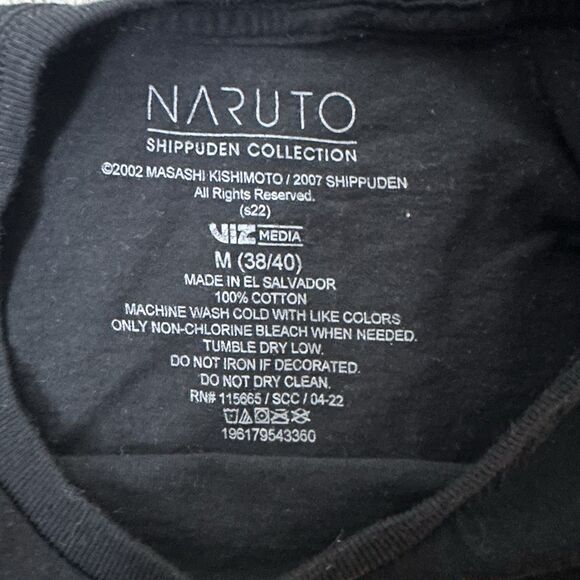 NARUTO
SHIPPUDEN COLLECTION
©2002 MASASHI KISHIMOTO / 2007 SHIPPUDEN
All Rights Reserved.
(s22)
VIZ MEDIA
M (38/40)
MADE IN EL SALVADOR
100% COTTON
MACHINE WASH COLD WITH LIKE COLORS
ONLY NON-CHLORINE BLEACH WHEN NEEDED.
TUMBLE DRY LOW.
DO NOT IRON IF DECORATED.
DO NOT DRY CLEAN.
RN# 115665 / SCC / 04-22
196179543360